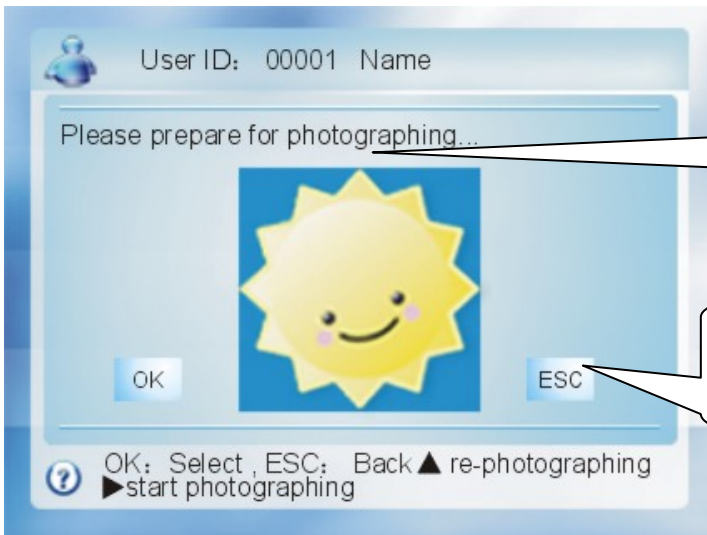 User ID: 00001 Name
Please prepare for photographing...
OK
ESC
?
OK: Select , ESC: Back ▲ re-photographing
▶start photographing